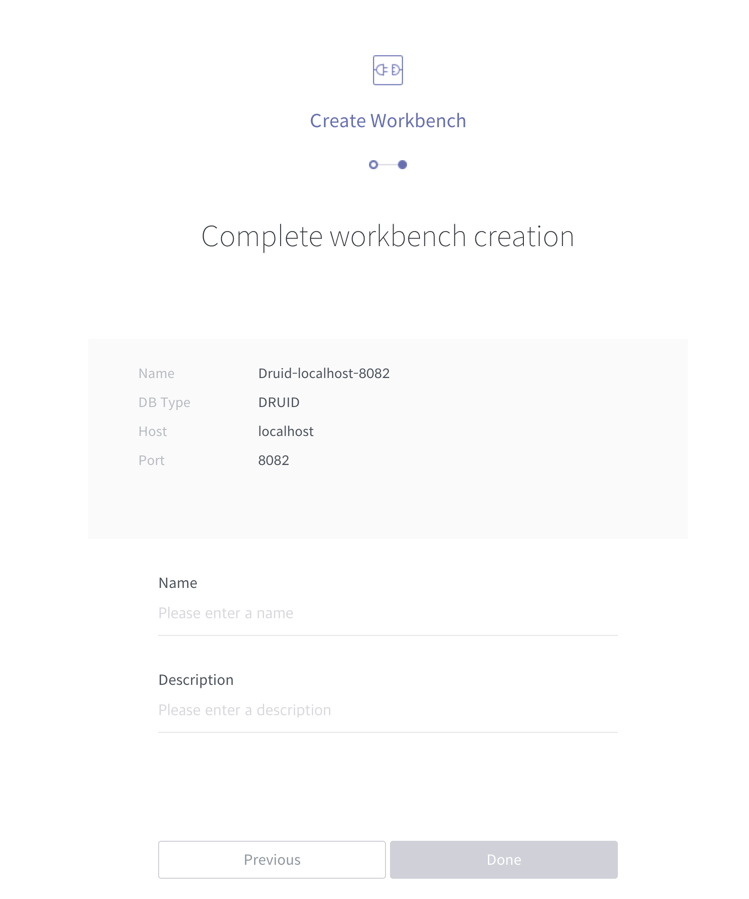 Create Workbench
Complete workbench creation
Name Druid-localhost-8082
DB Type DRUID
Host localhost
Port 8082
Name
Please enter a name
Description
Please enter a description
Previous Done